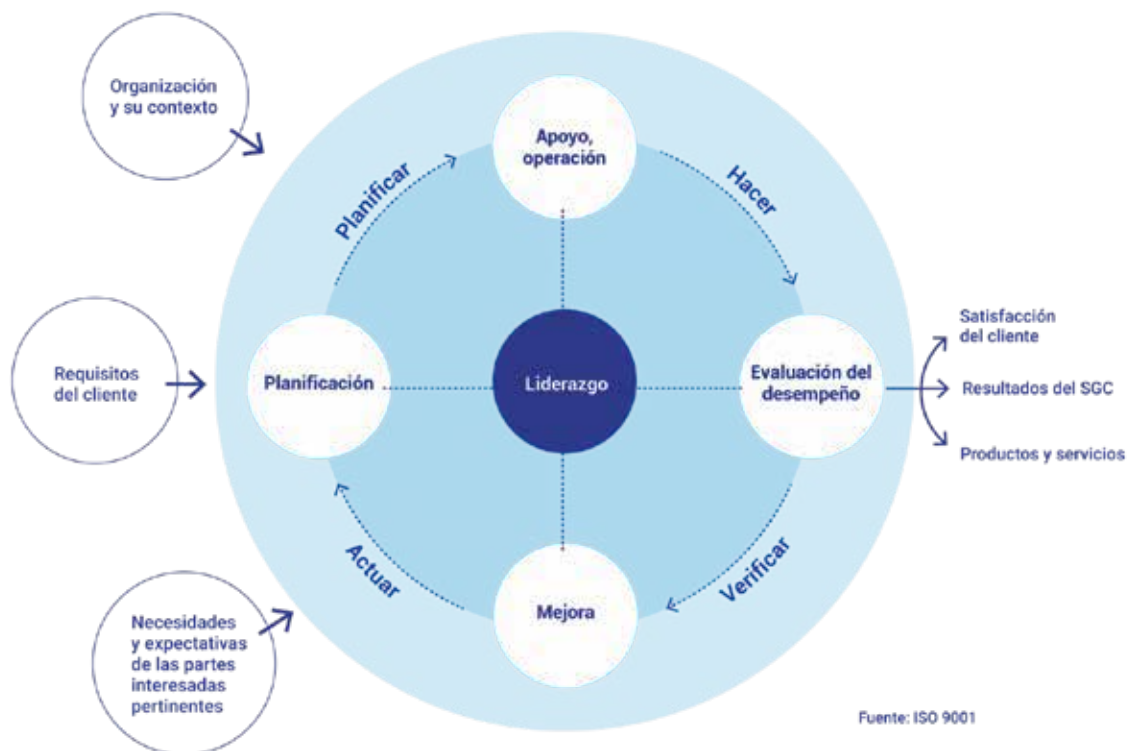 Organización
y su contexto
Apoyo,
operación
Planificar
Hacer
Requisitos
del cliente
Planificación
Liderazgo
Evaluación del
desempeño
Satisfacción
del cliente
Resultados del SGC
Productos y servicios
Actuar
Verificar
Mejora
Necesidades
y expectativas
de las partes
interesadas
pertinentes
Fuente: ISO 9001